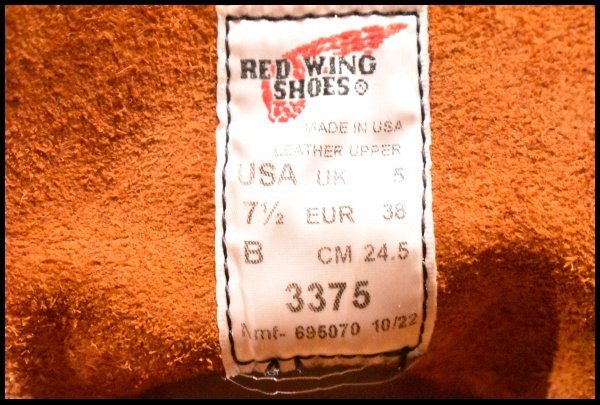 RED WING
SHOES®
MADE IN USA
LEATHER UPPER
USA UK 5
7½ EUR 38
B CM 24.5
3375
Amf- 695070 10/22